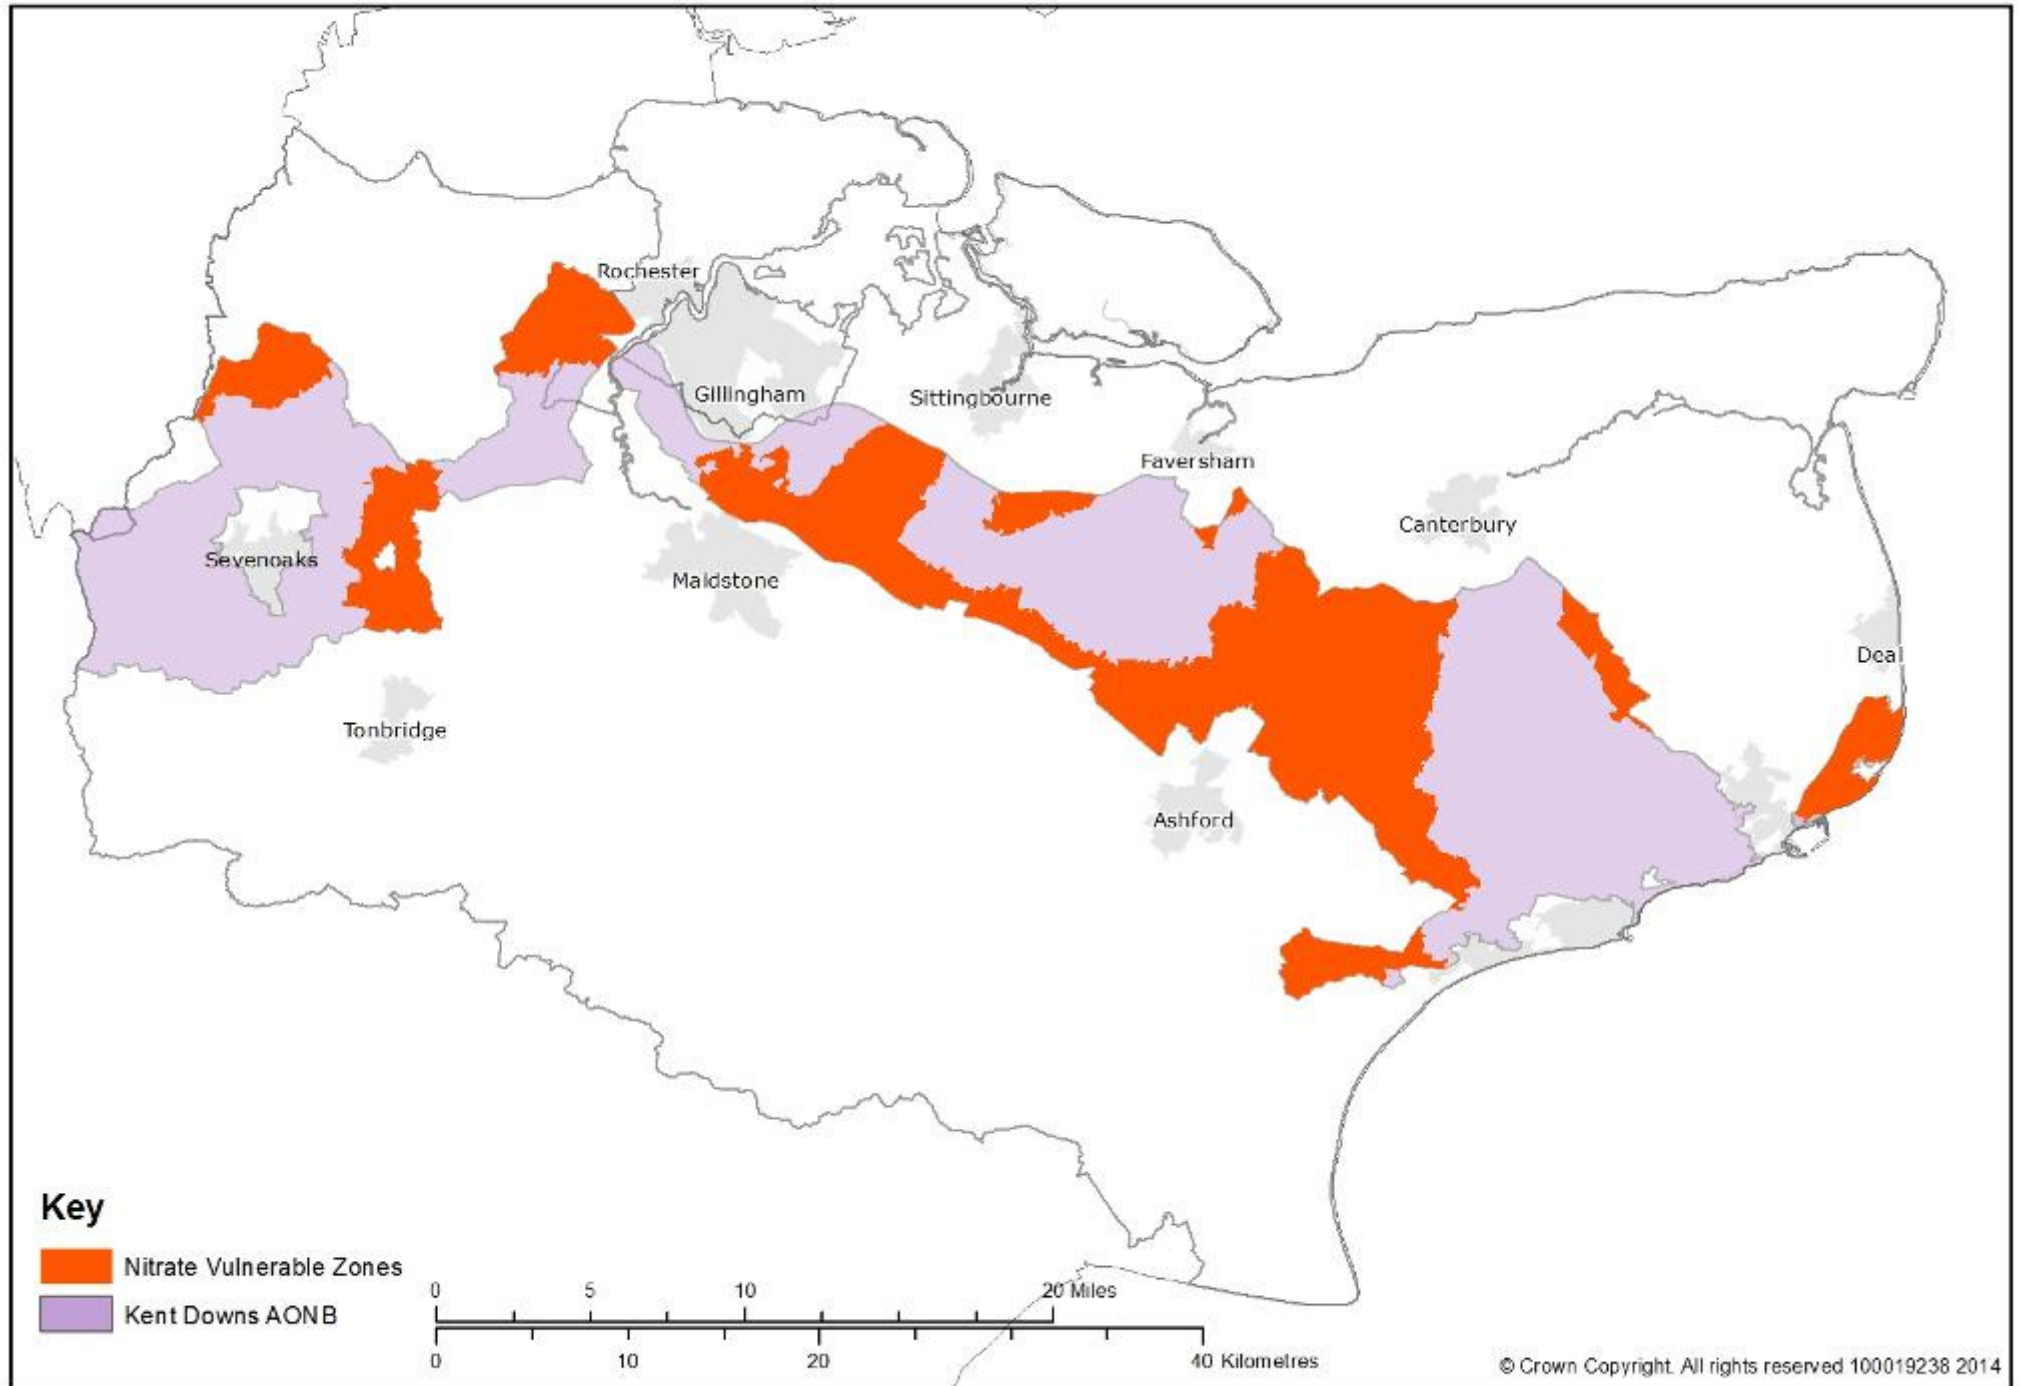 Rochester
Gillingham
Sittingbourne
Faversham
Canterbury
Sevenoaks
Maidstone
Deal
Tonbridge
Ashford
Key
Nitrate Vulnerable Zones
Kent Downs AONB
0 5 10 20 Miles
0 10 20 40 Kilometres
© Crown Copyright. All rights reserved 100019238 2014